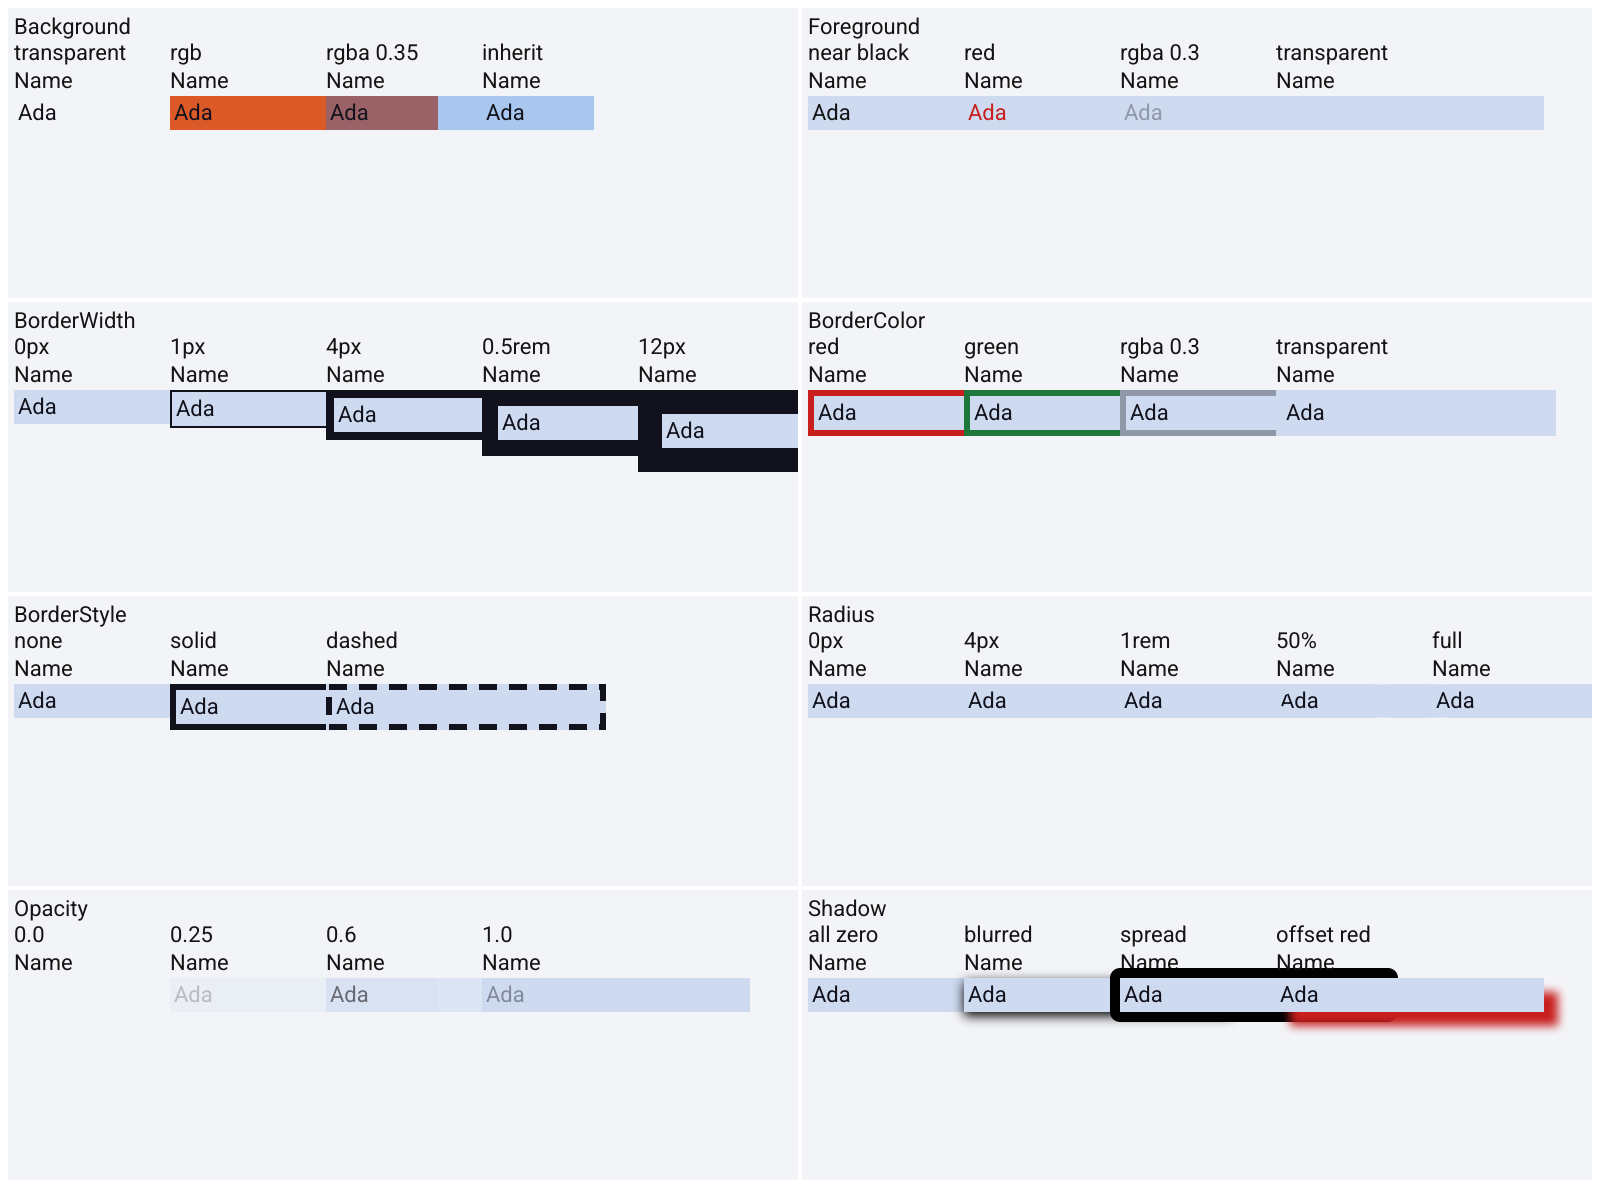 Background
transparent rgb rgba 0.35 inherit
Name Name Name Name
Ada Ada Ada Ada
Foreground
near black red rgba 0.3 transparent
Name Name Name Name
Ada Ada Ada
BorderWidth
0px 1px 4px 0.5rem 12px
Name Name Name Name Name
Ada Ada Ada Ada Ada
BorderColor
red green rgba 0.3 transparent
Name Name Name Name
Ada Ada Ada Ada
BorderStyle
none solid dashed
Name Name Name
Ada Ada Ada
Radius
0px 4px 1rem 50% full
Name Name Name Name Name
Ada Ada Ada Ada Ada
Opacity
0.0 0.25 0.6 1.0
Name Name Name Name
Ada Ada Ada
Shadow
all zero blurred spread offset red
Name Name Name Name
Ada Ada Ada Ada